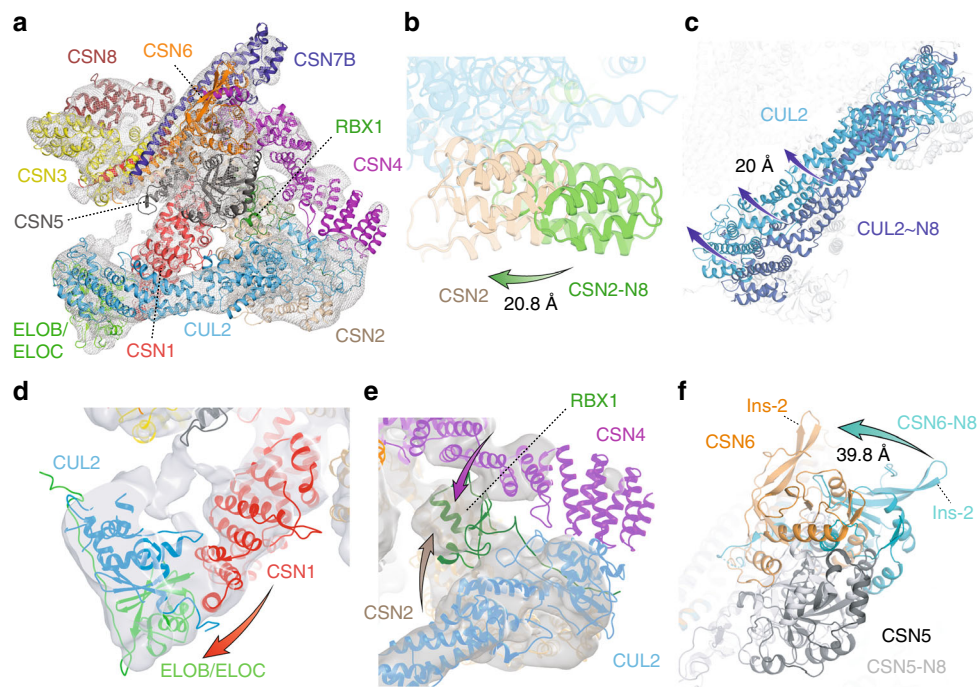 a
CSN8
CSN6
CSN7B
RBX1
CSN4
CSN3
CSN5
ELOB/
ELOC
CSN1
CUL2
CSN2
b
CSN2
CSN2-N8
20.8 Å
c
CUL2
20 Å
CUL2~N8
d
CUL2
CSN1
ELOB/ELOC
e
RBX1
CSN4
CSN2
CUL2
f
Ins-2
CSN6
CSN6-N8
39.8 Å
Ins-2
CSN5
CSN5-N8